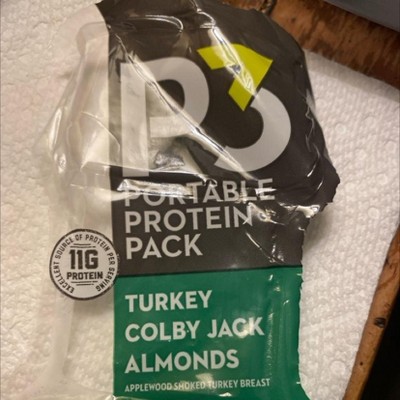 P3
PORTABLE
PROTEIN
PACK
EXCELLENT SOURCE OF PROTEIN PER SERVING
11G
PROTEIN
TURKEY
COLBY JACK
ALMONDS
APPLEWOOD SMOKED TURKEY BREAST